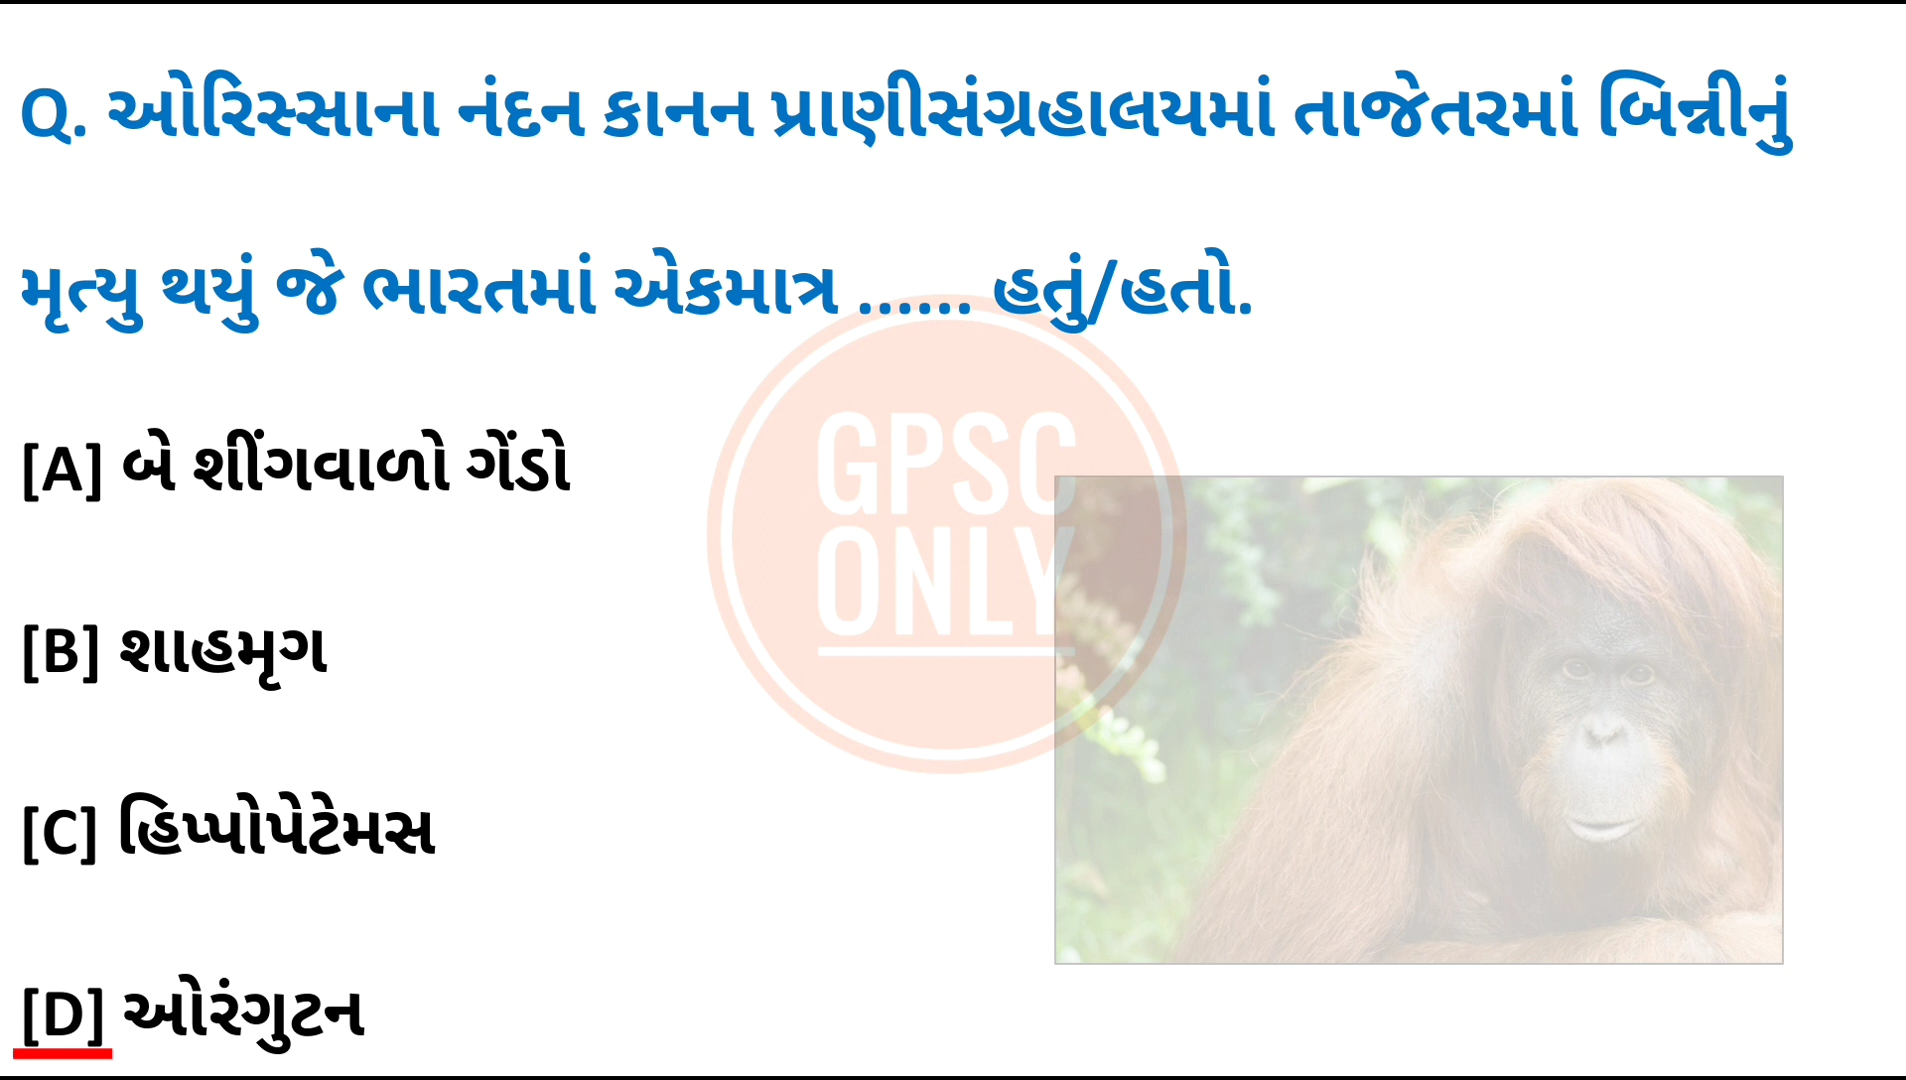 Q. ઓરિસ્સાના નંદન કાનન પ્રાણીસંગ્રહાલયમાં તાજેતરમાં બિન્નીનું
મૃત્યુ થયું જે ભારતમાં એકમાત્ર ...... હતું/હતો.
[A] બે શીંગવાળો ગેંડો
[B] શાહમૃગ
[C] હિપ્પોપેટેમસ
[D] ઓરંગુટન
GPSC
ONLY